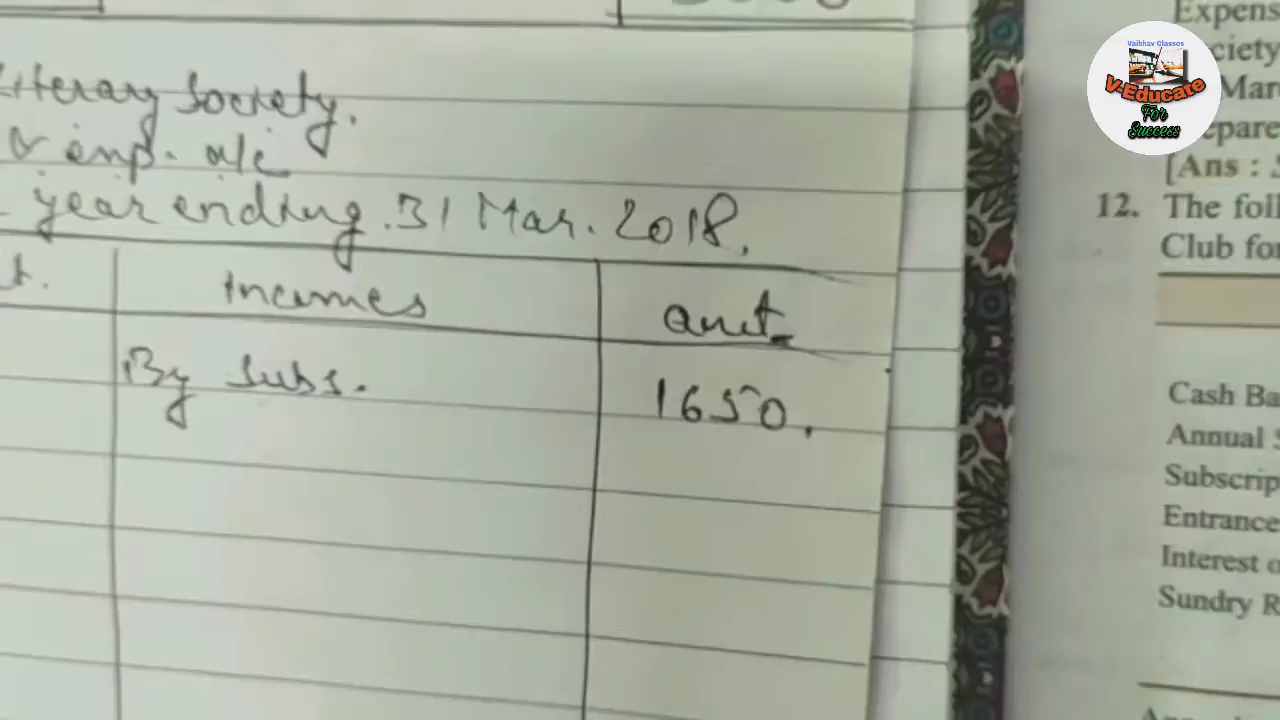 Literary Society.
& exp. a/c
year ending. 31 Mar. 2018.
t. Incomes amt.
By Subs. 1650.
Vaibhav Classes
V-Educate
For
Success
Expens
ciety
Marc
epare
[Ans :
12. The foll
Club for
Cash Ba
Annual S
Subscrip
Entrance
Interest o
Sundry R